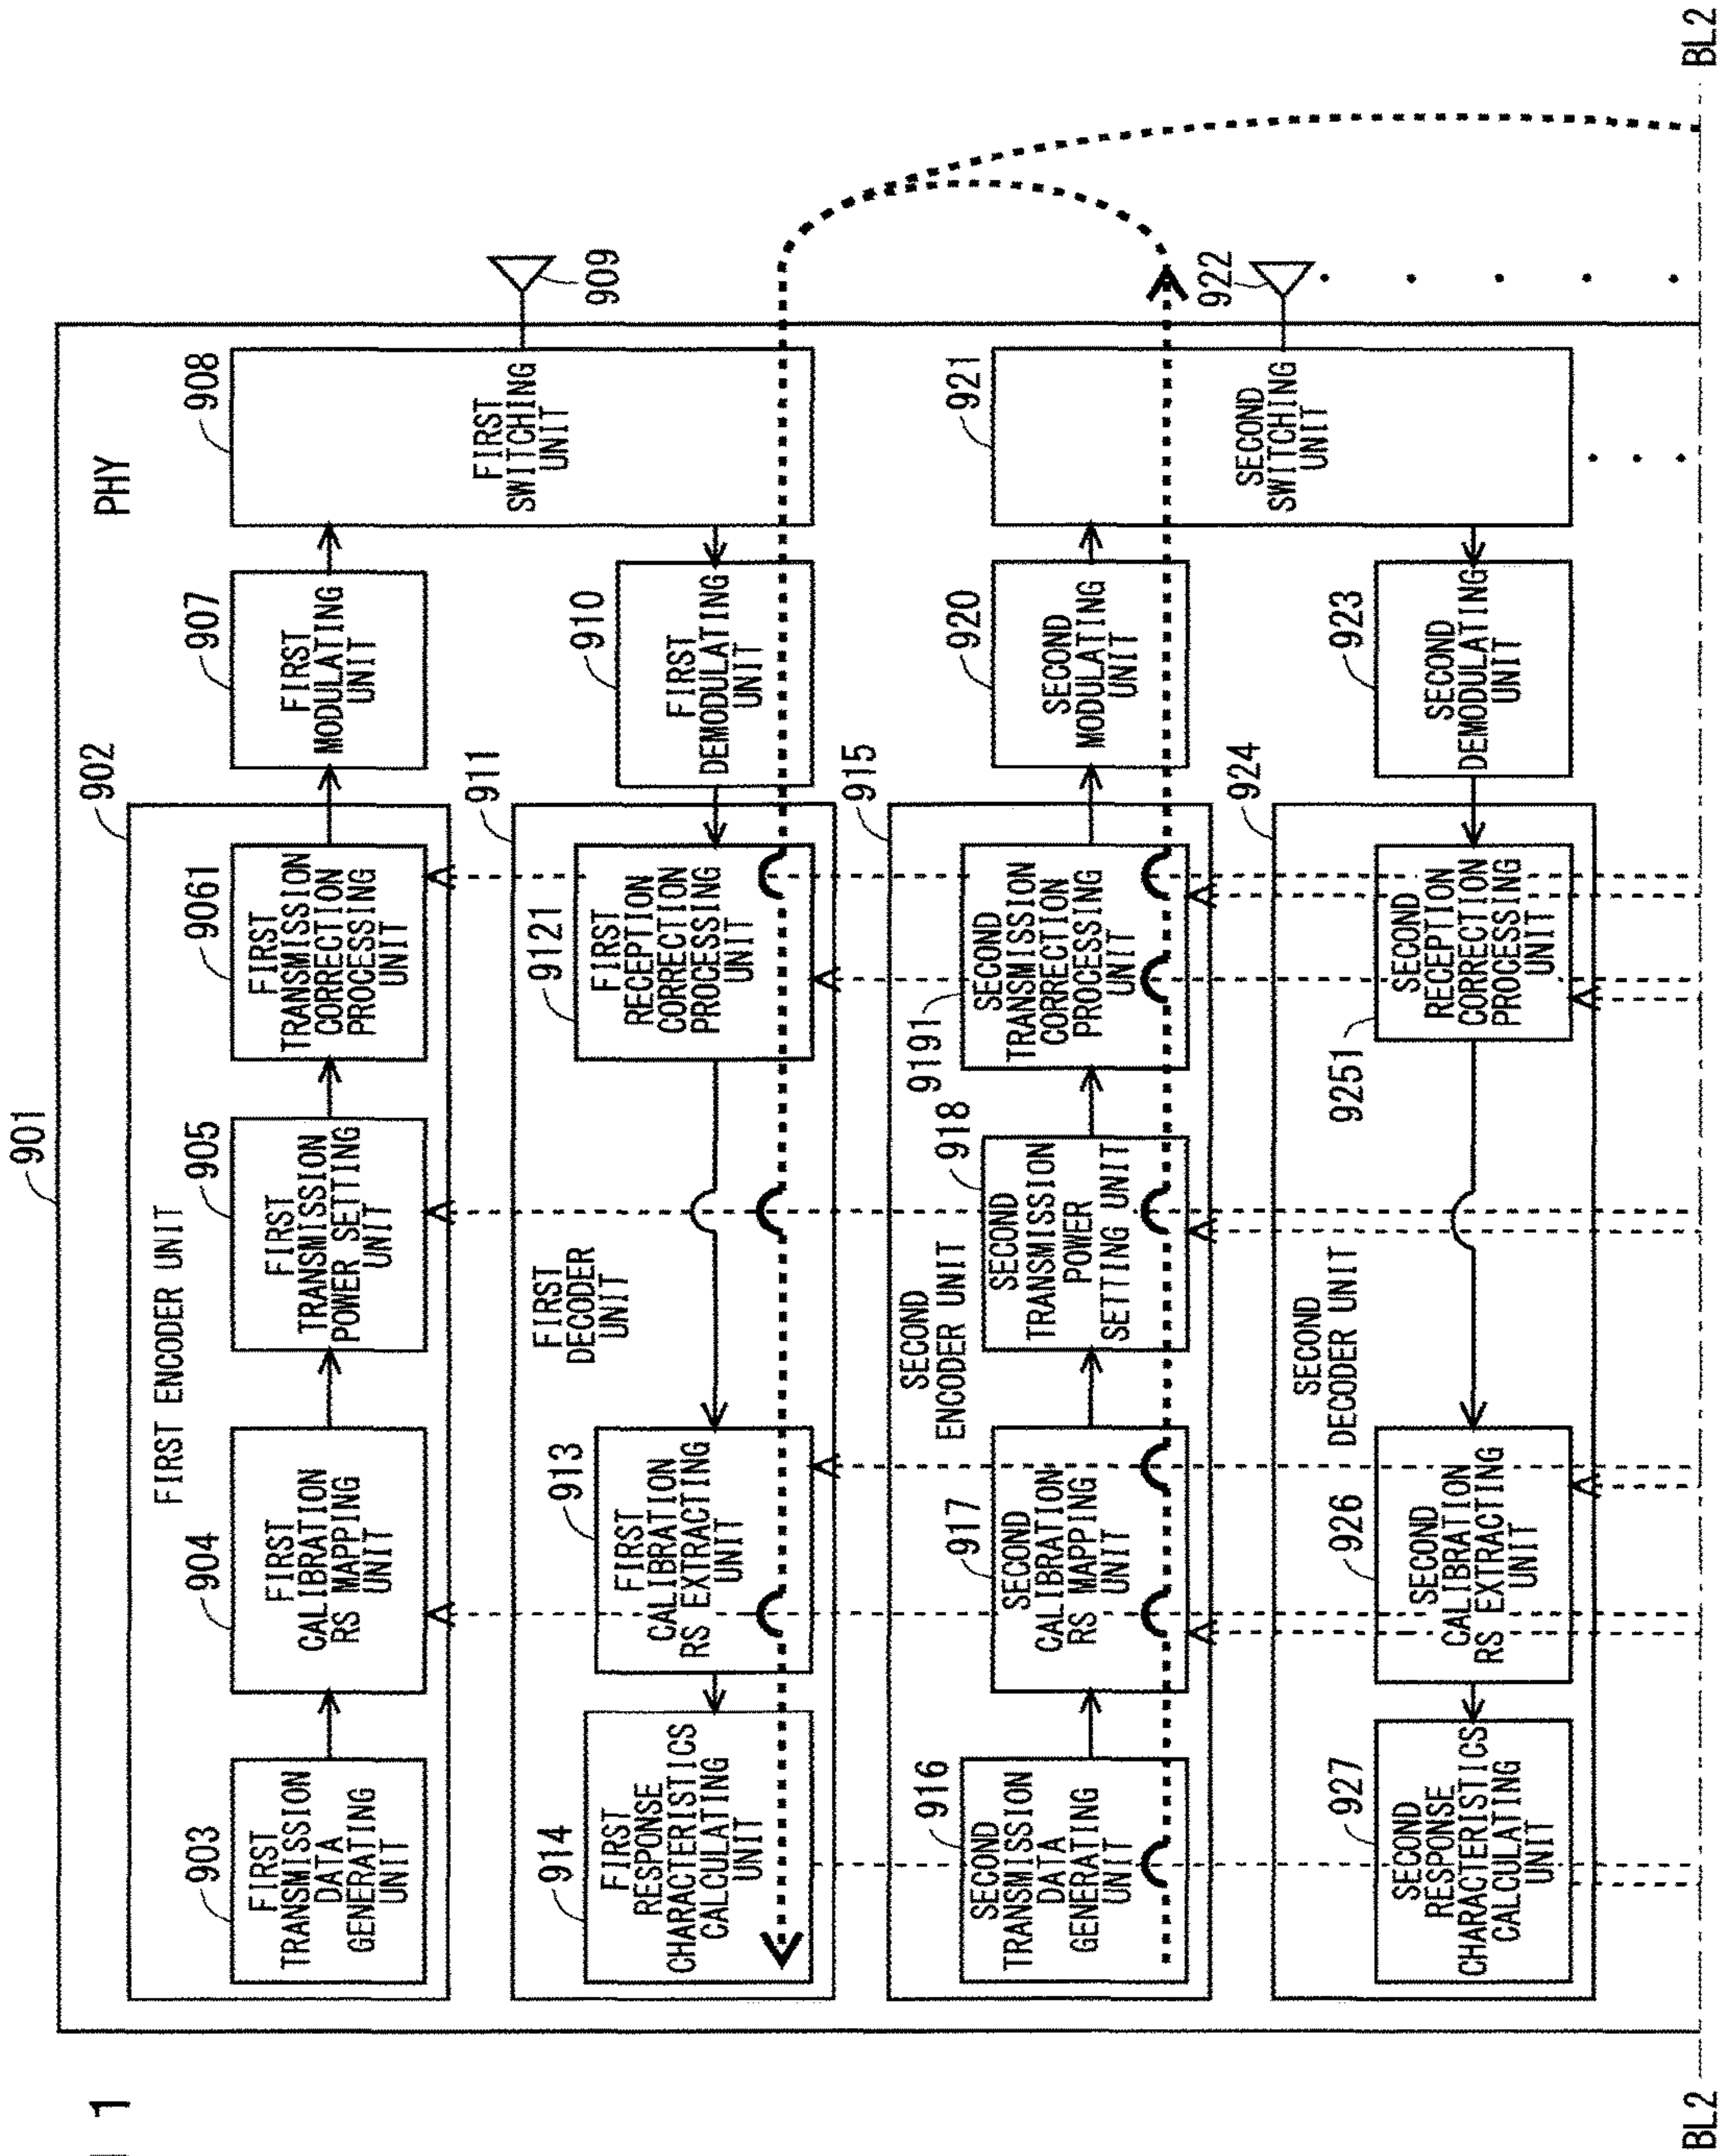 1
901
PHY
902
FIRST ENCODER UNIT
903
FIRST
TRANSMISSION
DATA
GENERATING
UNIT
904
FIRST
CALIBRATION
RS MAPPING
UNIT
905
FIRST
TRANSMISSION
POWER SETTING
UNIT
9061
FIRST
TRANSMISSION
CORRECTION
PROCESSING
UNIT
907
FIRST
MODULATING
UNIT
908
FIRST
SWITCHING
UNIT
909
911
FIRST
DECODER
UNIT
914
FIRST
RESPONSE
CHARACTERISTICS
CALCULATING
UNIT
913
FIRST
CALIBRATION
RS EXTRACTING
UNIT
9121
FIRST
RECEPTION
CORRECTION
PROCESSING
UNIT
910
FIRST
DEMODULATING
UNIT
915
SECOND
ENCODER UNIT
916
SECOND
TRANSMISSION
DATA
GENERATING
UNIT
917
SECOND
CALIBRATION
RS MAPPING
UNIT
918
SECOND
TRANSMISSION
POWER
SETTING UNIT
9191
SECOND
TRANSMISSION
CORRECTION
PROCESSING
UNIT
920
SECOND
MODULATING
UNIT
921
SECOND
SWITCHING
UNIT
922
924
SECOND
DECODER UNIT
927
SECOND
RESPONSE
CHARACTERISTICS
CALCULATING
UNIT
926
SECOND
CALIBRATION
RS EXTRACTING
UNIT
9251
SECOND
RECEPTION
CORRECTION
PROCESSING
UNIT
923
SECOND
DEMODULATING
UNIT
BL2
BL2